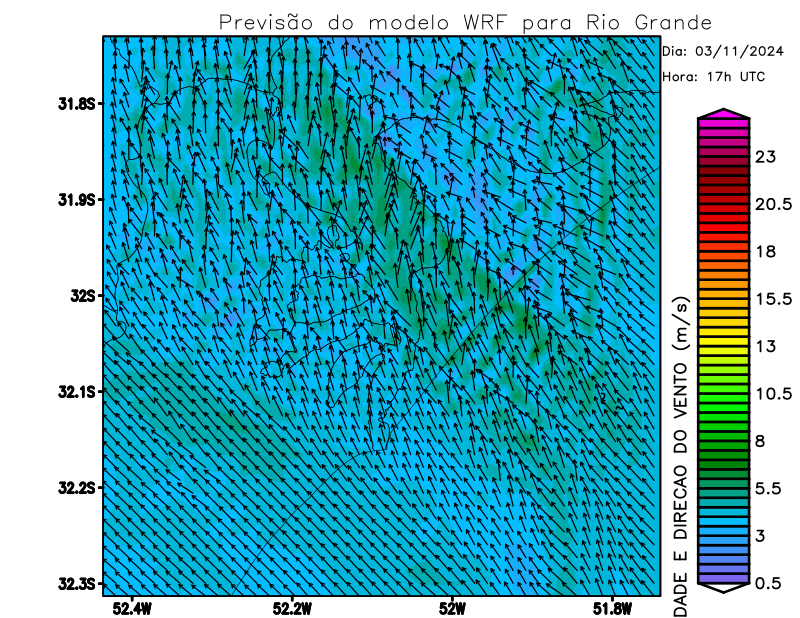 Previsão do modelo WRF para Rio Grande
Dia: 03/11/2024
Hora: 17h UTC
31.8S
31.9S
32S
32.1S
32.2S
32.3S
52.4W
52.2W
52W
51.8W
23
20.5
18
15.5
13
10.5
8
5.5
3
0.5
DADE E DIRECAO DO VENTO (m/s)